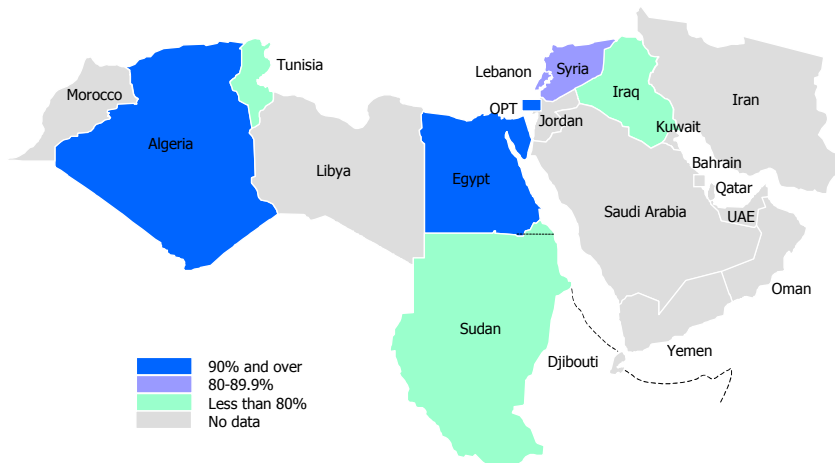 Tunisia
Lebanon
Syria
Morocco
Iraq
Iran
OPT
Jordan
Kuwait
Algeria
Libya
Egypt
Bahrain
Qatar
Saudi Arabia
UAE
Oman
Sudan
Djibouti
Yemen
90% and over
80-89.9%
Less than 80%
No data